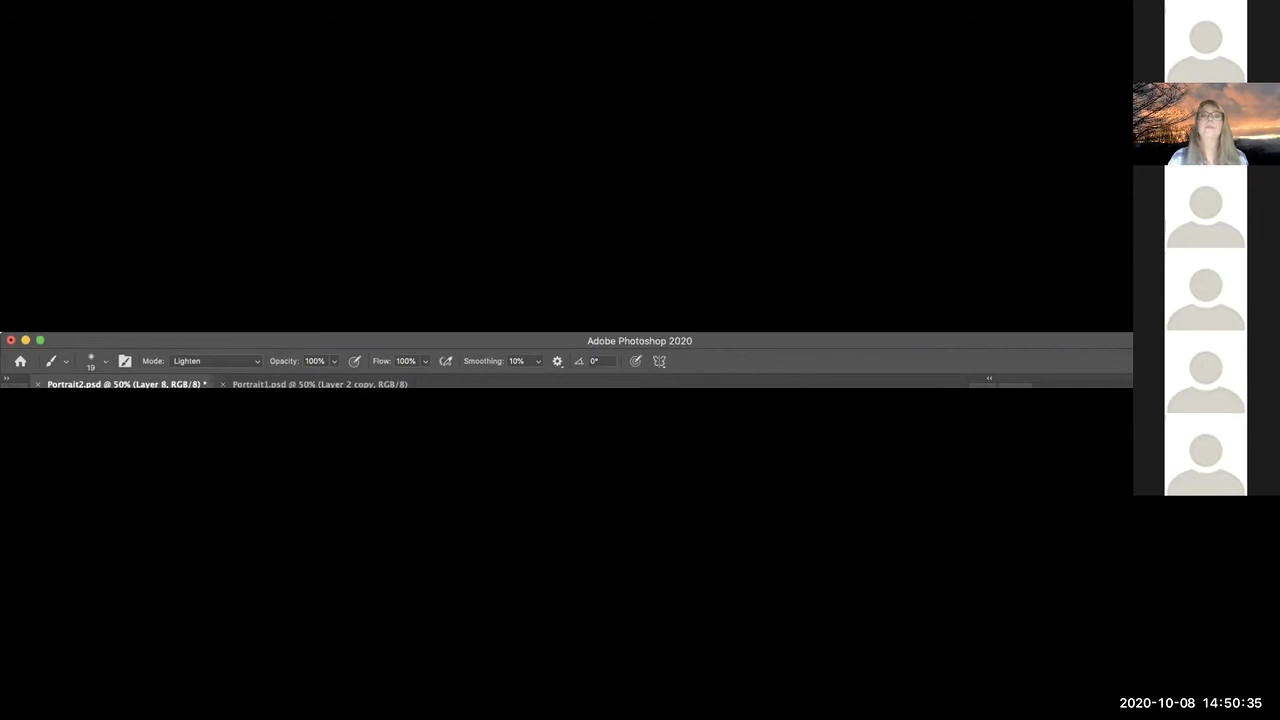 Adobe Photoshop 2020
19 Mode: Lighten Opacity: 100% Flow: 100% Smoothing: 10% 0°
Portrait2.psd @ 50% (Layer 8, RGB/8) * Portrait1.psd @ 50% (Layer 2 copy, RGB/8)
2020-10-08 14:50:35